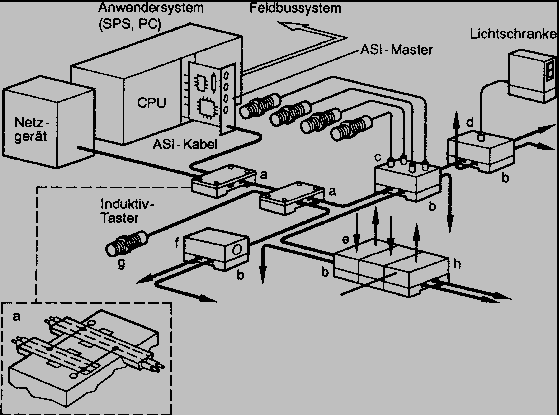 Anwendersystem
(SPS, PC)
Feldbussystem
Lichtschranke
ASI-Master
CPU
Netz-
gerät
ASI-Kabel
d
c
a
a
b
b
Induktiv-
Taster
g
f
b
e
b
h
a